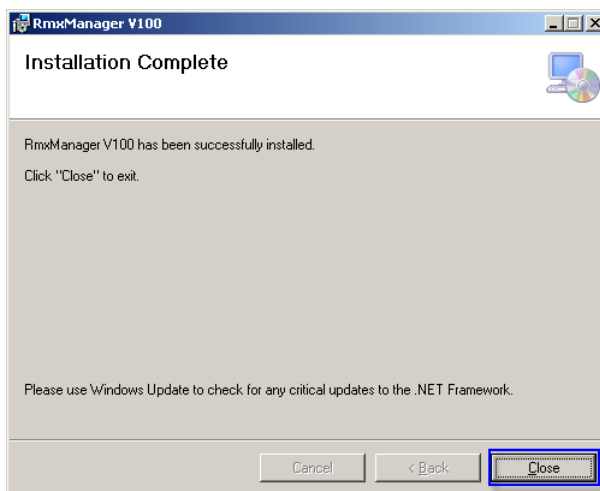 RmxManager V100
Installation Complete
RmxManager V100 has been successfully installed.
Click "Close" to exit.
Please use Windows Update to check for any critical updates to the .NET Framework.
Cancel
< Back
Close